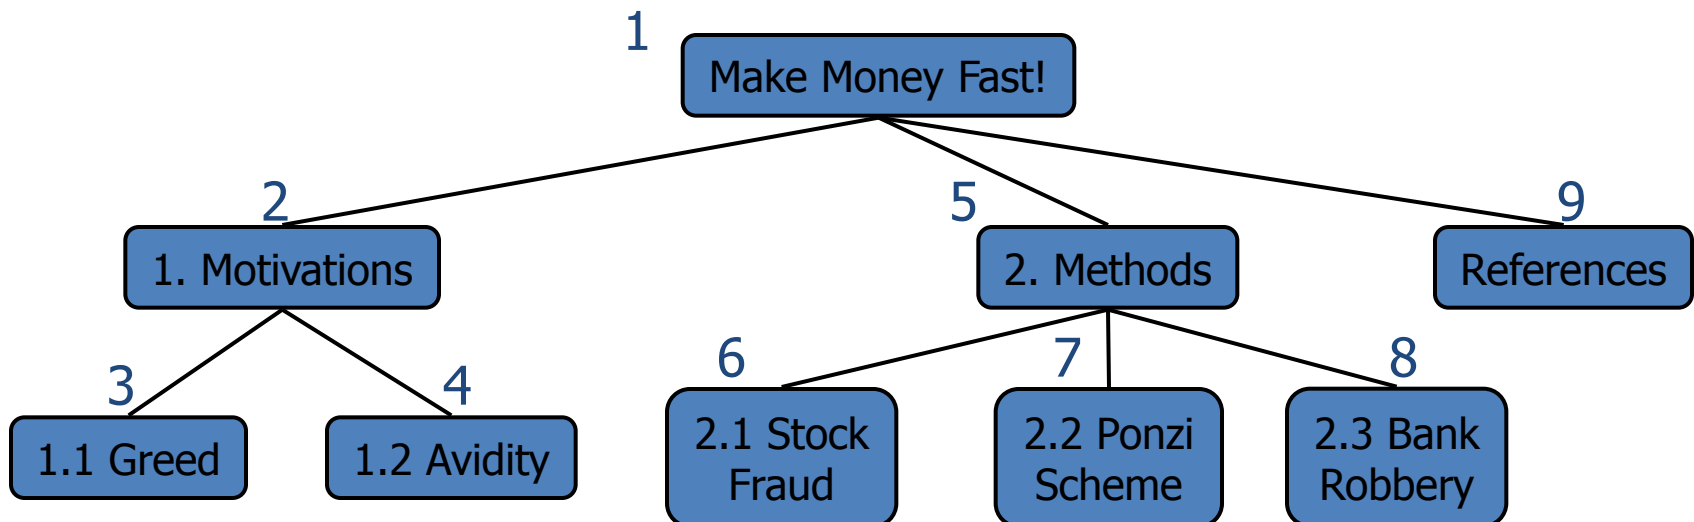 1
Make Money Fast!
2
5
9
1. Motivations
2. Methods
References
3
4
6
7
8
1.1 Greed
1.2 Avidity
2.1 Stock
Fraud
2.2 Ponzi
Scheme
2.3 Bank
Robbery